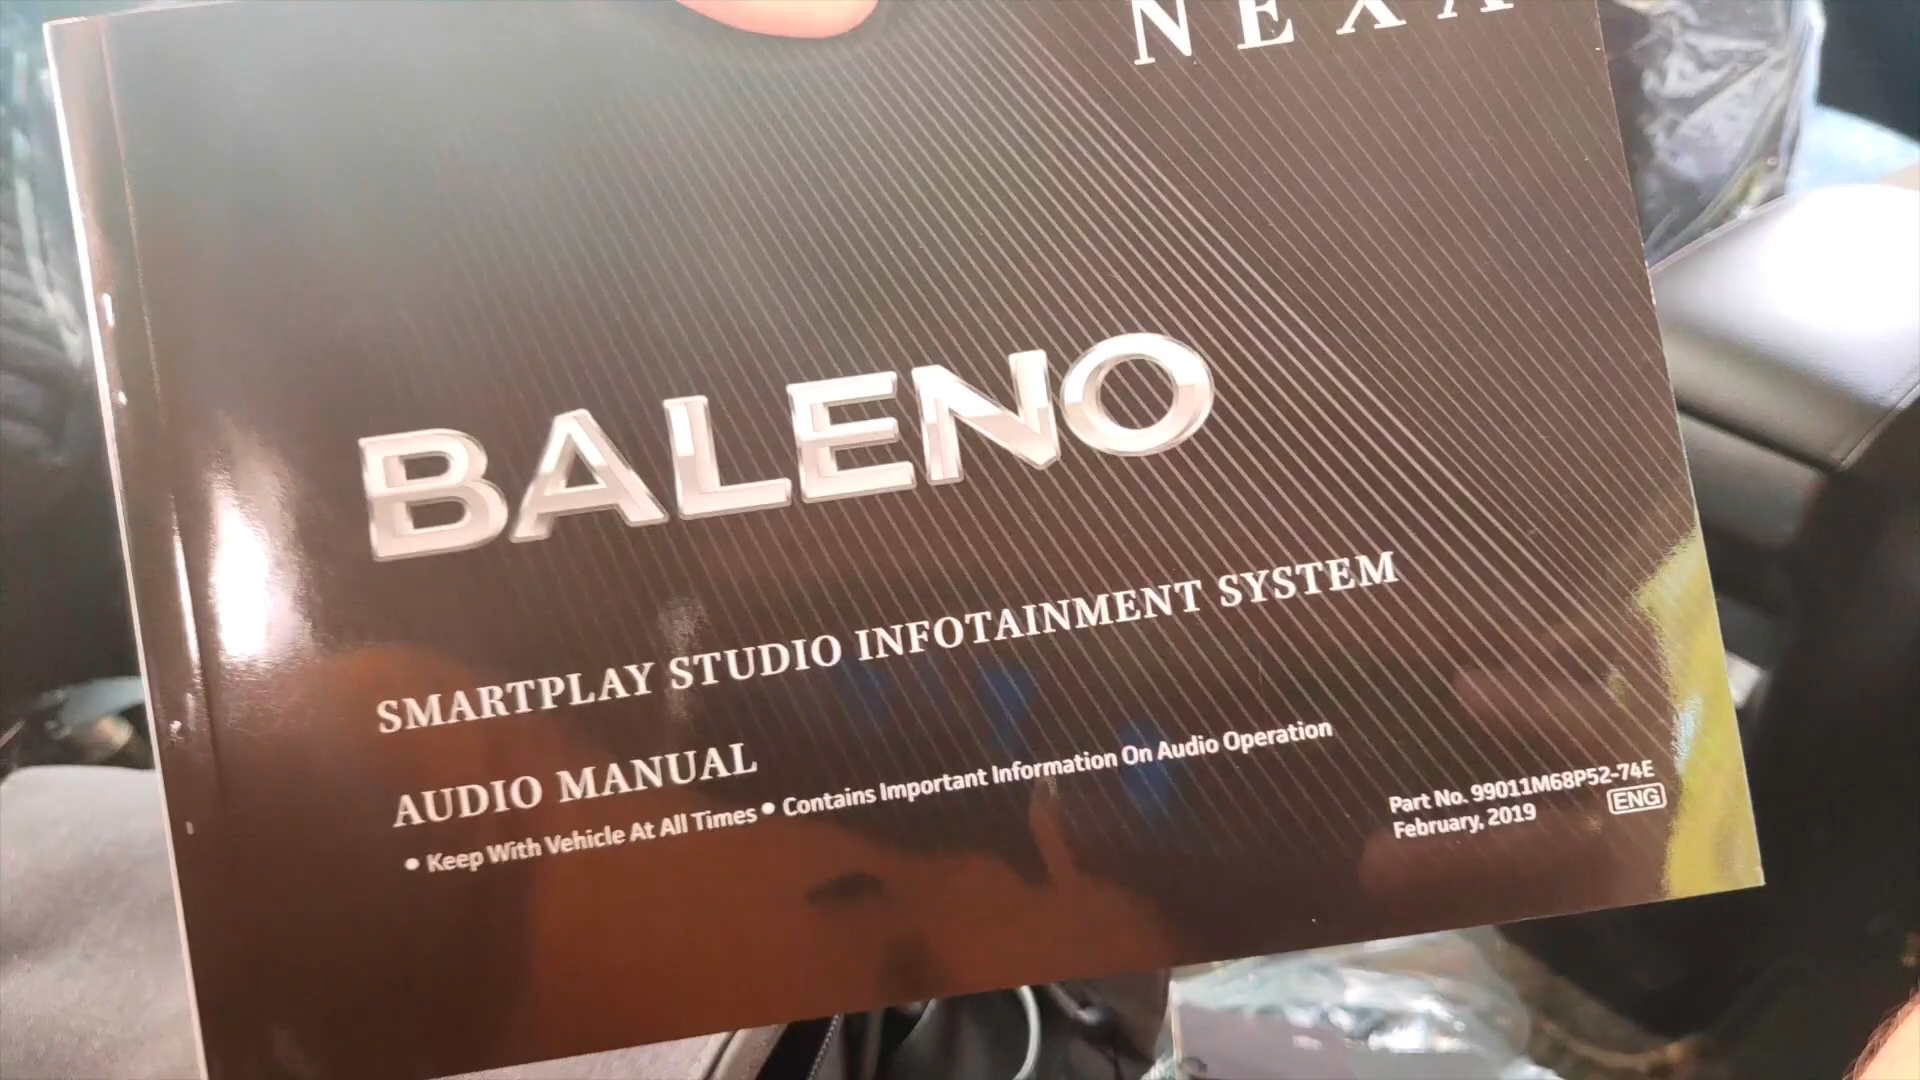 NEXA
BALENO
SMARTPLAY STUDIO INFOTAINMENT SYSTEM
AUDIO MANUAL
• Keep With Vehicle At All Times • Contains Important Information On Audio Operation
Part No. 99011M68P52-74E
February, 2019
ENG